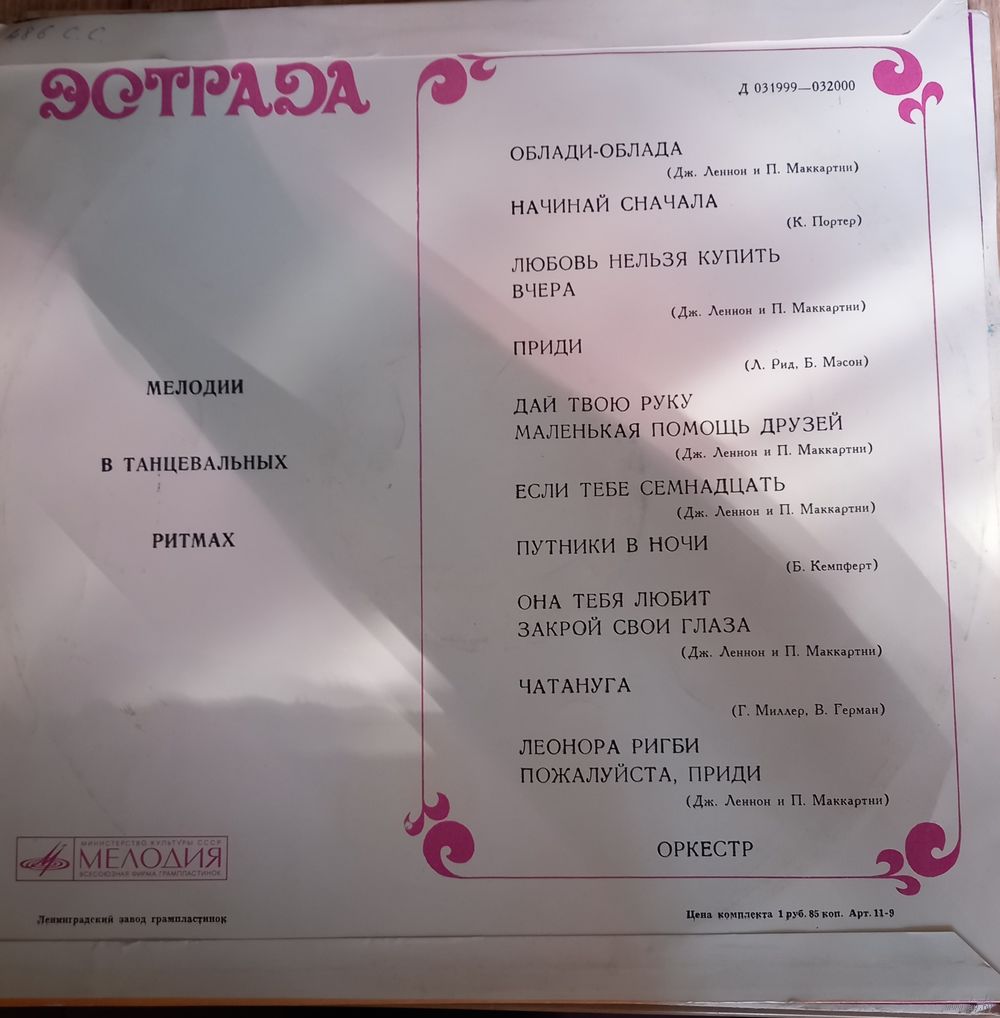 ЭСТРАДА
Д 031999—032000
ОБЛАДИ-ОБЛАДА
(Дж. Леннон и П. Маккартни)
НАЧИНАЙ СНАЧАЛА
(К. Портер)
ЛЮБОВЬ НЕЛЬЗЯ КУПИТЬ
ВЧЕРА
(Дж. Леннон и П. Маккартни)
ПРИДИ
(Л. Рид, Б. Мэсон)
ДАЙ ТВОЮ РУКУ
МАЛЕНЬКАЯ ПОМОЩЬ ДРУЗЕЙ
(Дж. Леннон и П. Маккартни)
ЕСЛИ ТЕБЕ СЕМНАДЦАТЬ
(Дж. Леннон и П. Маккартни)
ПУТНИКИ В НОЧИ
(Б. Кемпферт)
ОНА ТЕБЯ ЛЮБИТ
ЗАКРОЙ СВОИ ГЛАЗА
(Дж. Леннон и П. Маккартни)
ЧАТАНУГА
(Г. Миллер, В. Герман)
ЛЕОНОРА РИГБИ
ПОЖАЛУЙСТА, ПРИДИ
(Дж. Леннон и П. Маккартни)
ОРКЕСТР
МЕЛОДИИ
В ТАНЦЕВАЛЬНЫХ
РИТМАХ
МИНИСТЕРСТВО КУЛЬТУРЫ СССР
МЕЛОДИЯ
ВСЕСОЮЗНАЯ ФИРМА ГРАМПЛАСТИНОК
Ленинградский завод грампластинок
Цена комплекта 1 руб. 85 коп. Арт. 11-9